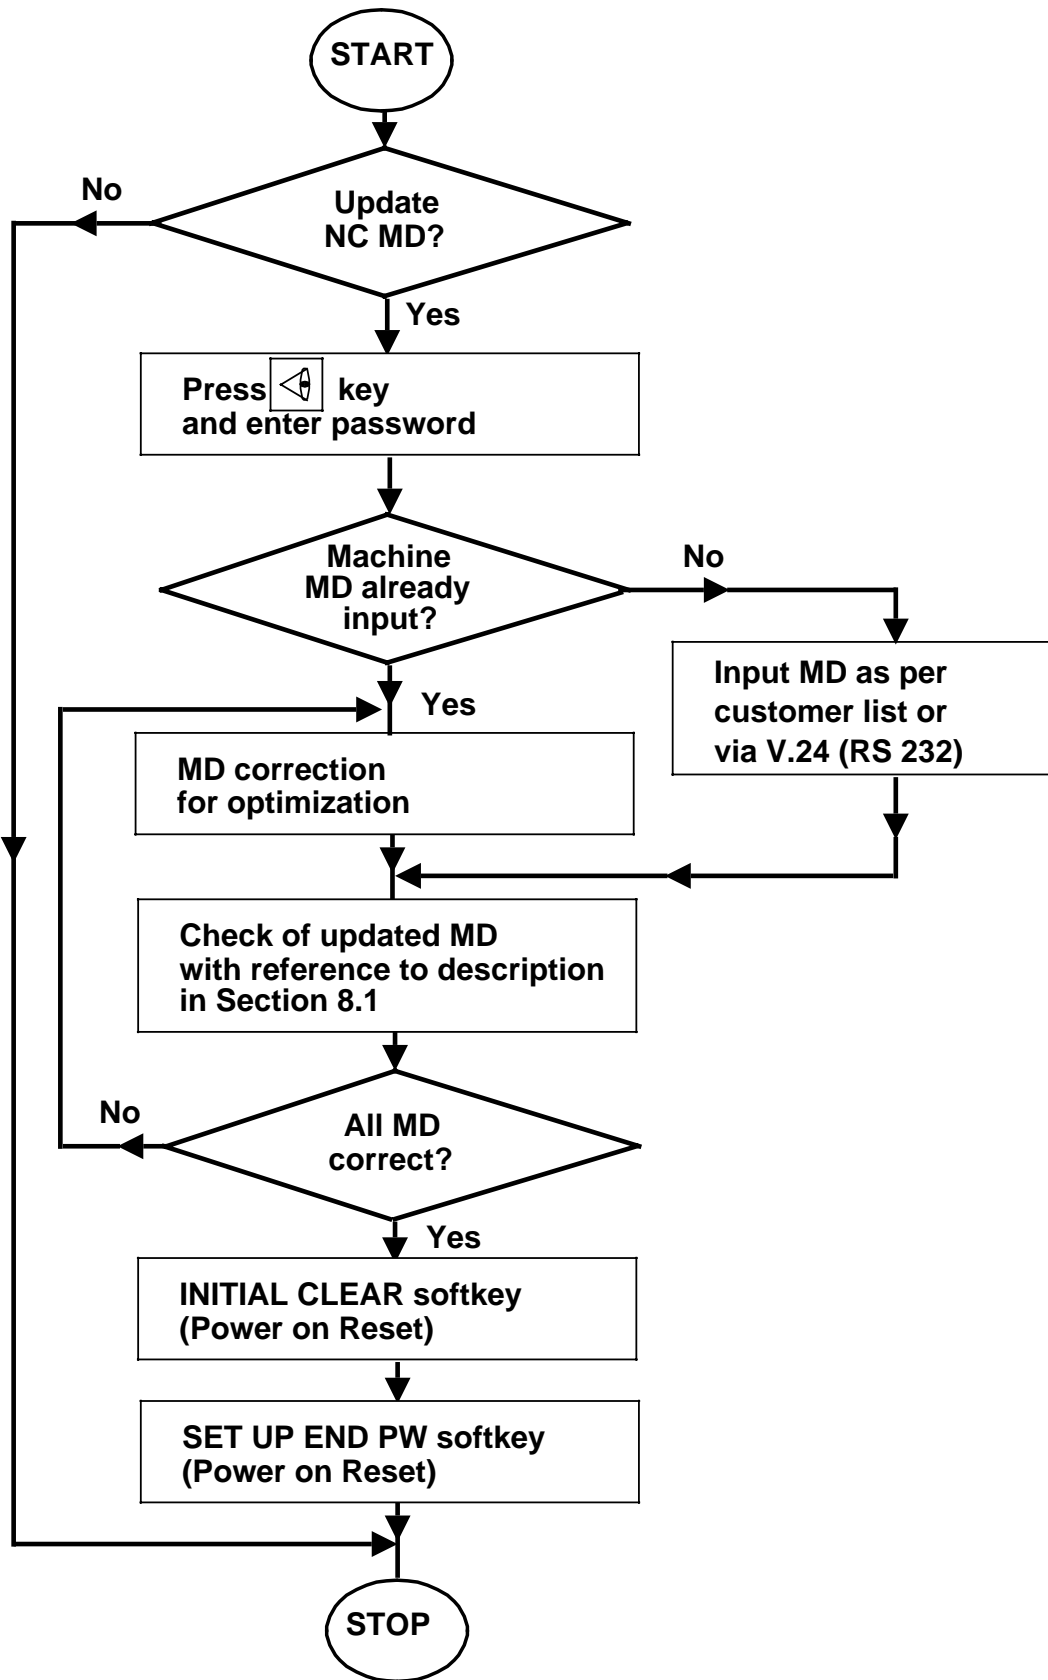 START
No
Update
NC MD?
Yes
Press key
and enter password
Machine
MD already
input?
No
Yes
Input MD as per
customer list or
via V.24 (RS 232)
MD correction
for optimization
Check of updated MD
with reference to description
in Section 8.1
No
All MD
correct?
Yes
INITIAL CLEAR softkey
(Power on Reset)
SET UP END PW softkey
(Power on Reset)
STOP